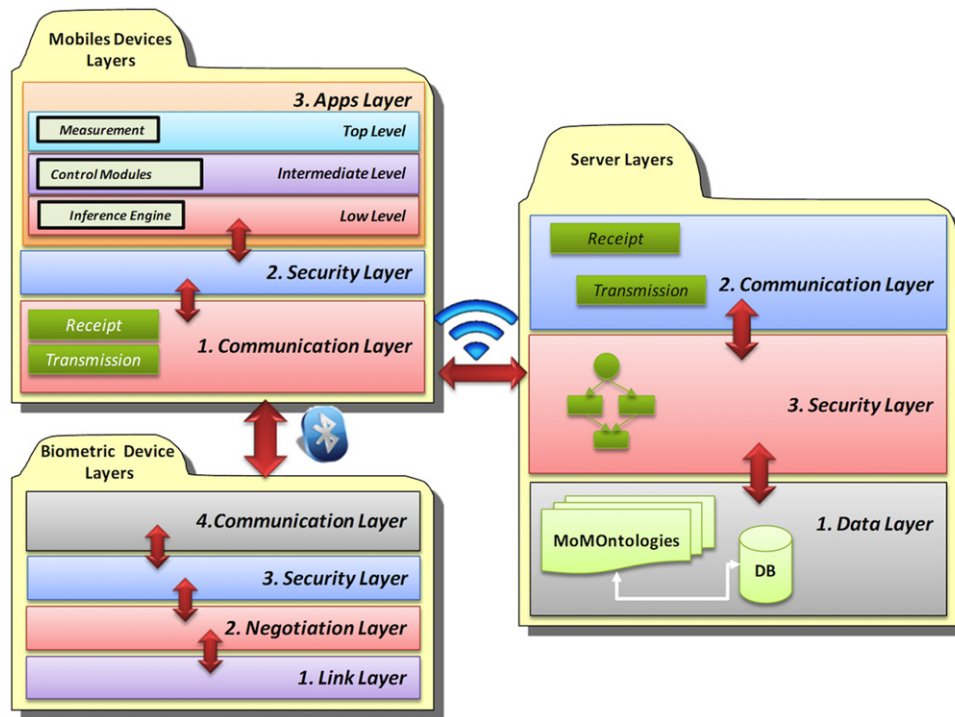 Mobiles Devices
Layers
3. Apps Layer
Measurement
Top Level
Control Modules
Intermediate Level
Inference Engine
Low Level
2. Security Layer
Receipt
1. Communication Layer
Transmission
Biometric Device
Layers
4.Communication Layer
3. Security Layer
2. Negotiation Layer
1. Link Layer
Server Layers
Receipt
Transmission
2. Communication Layer
3. Security Layer
1. Data Layer
MoMOntologies
DB